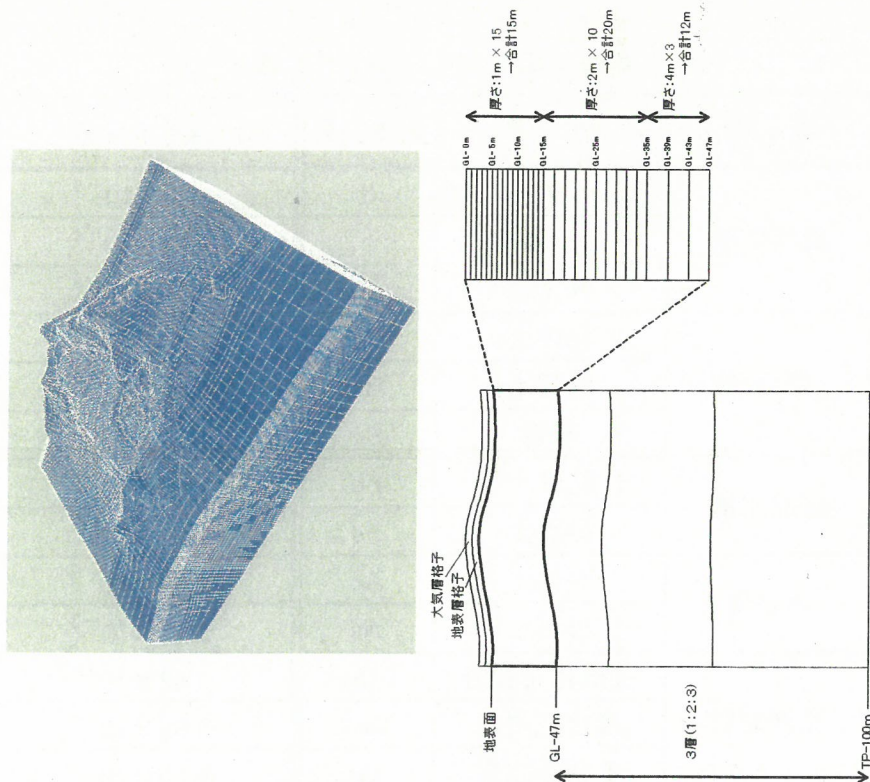 大気層格子
地表層格子
地表面
GL-47m
3層(1:2:3)
TP-100m
GL-0m
GL-5m
GL-10m
GL-15m
GL-25m
GL-35m
GL-39m
GL-43m
GL-47m
厚さ:1m × 15
→合計15m
厚さ:2m × 10
→合計20m
厚さ:4m×3
→合計12m